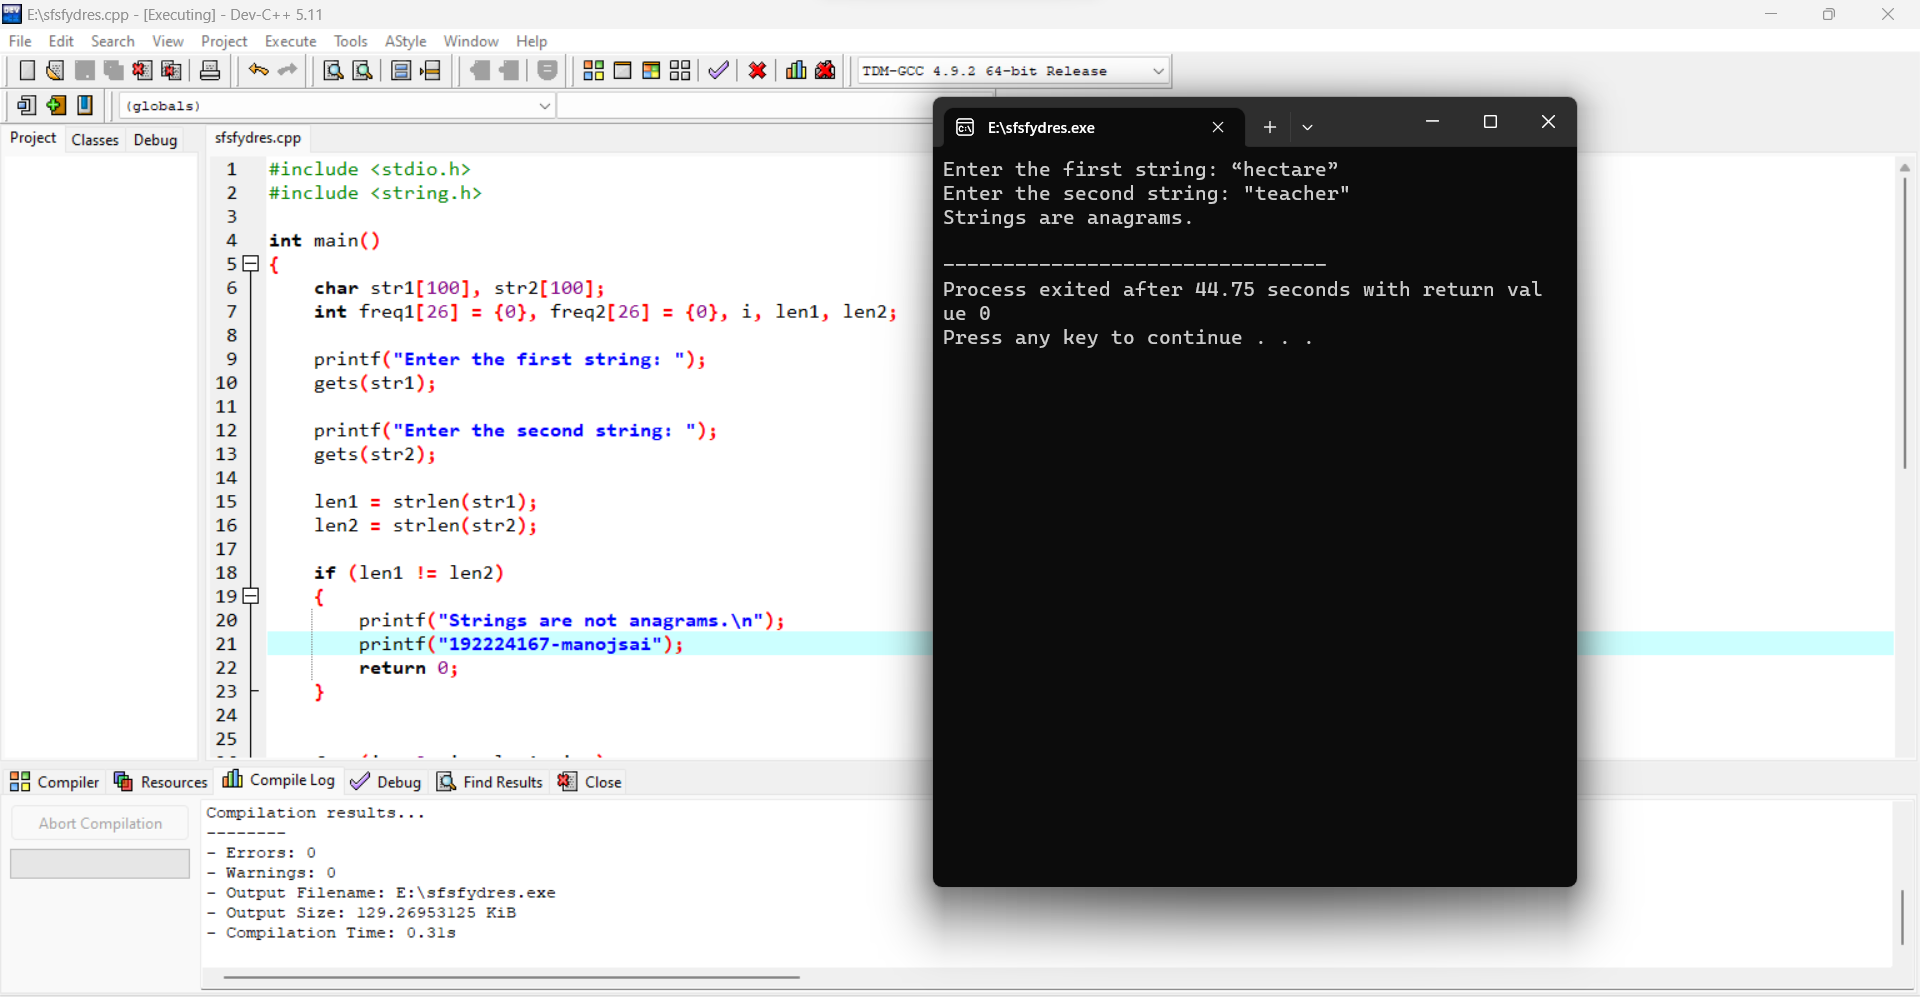 E:\sfsfydres.cpp - [Executing] - Dev-C++ 5.11
File Edit Search View Project Execute Tools AStyle Window Help
TDM-GCC 4.9.2 64-bit Release
(globals)
Project Classes Debug sfsfydres.cpp
1 #include <stdio.h>
2 #include <string.h>
3
4 int main()
5 {
6 char str1[100], str2[100];
7 int freq1[26] = {0}, freq2[26] = {0}, i, len1, len2;
8
9 printf("Enter the first string: ");
10 gets(str1);
11
12 printf("Enter the second string: ");
13 gets(str2);
14
15 len1 = strlen(str1);
16 len2 = strlen(str2);
17
18 if (len1 != len2)
19 {
20 printf("Strings are not anagrams.\n");
21 printf("192224167-manojsai");
22 return 0;
23 }
24
25
E:\sfsfydres.exe
Enter the first string: “hectare”
Enter the second string: "teacher"
Strings are anagrams.
--------------------------------
Process exited after 44.75 seconds with return val
ue 0
Press any key to continue . . .
Compiler Resources Compile Log Debug Find Results Close
Abort Compilation
Compilation results...
--------
- Errors: 0
- Warnings: 0
- Output Filename: E:\sfsfydres.exe
- Output Size: 129.26953125 KiB
- Compilation Time: 0.31s